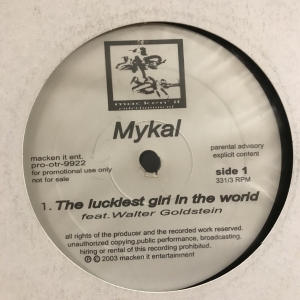 macken it
entertainment
Mykal
macken it ent.
pro-otr-9922
for promotional use only
not for sale
parental advisory
explicit content
side 1
331/3 RPM
1. The luckiest girl in the world
feat.Walter Goldstein
all rights of the producer and the recorded work reserved.
unauthorized copying,public performance, broadcasting,
hiring or rental of this recording prohibited.
℗ © 2003 macken it entertainment